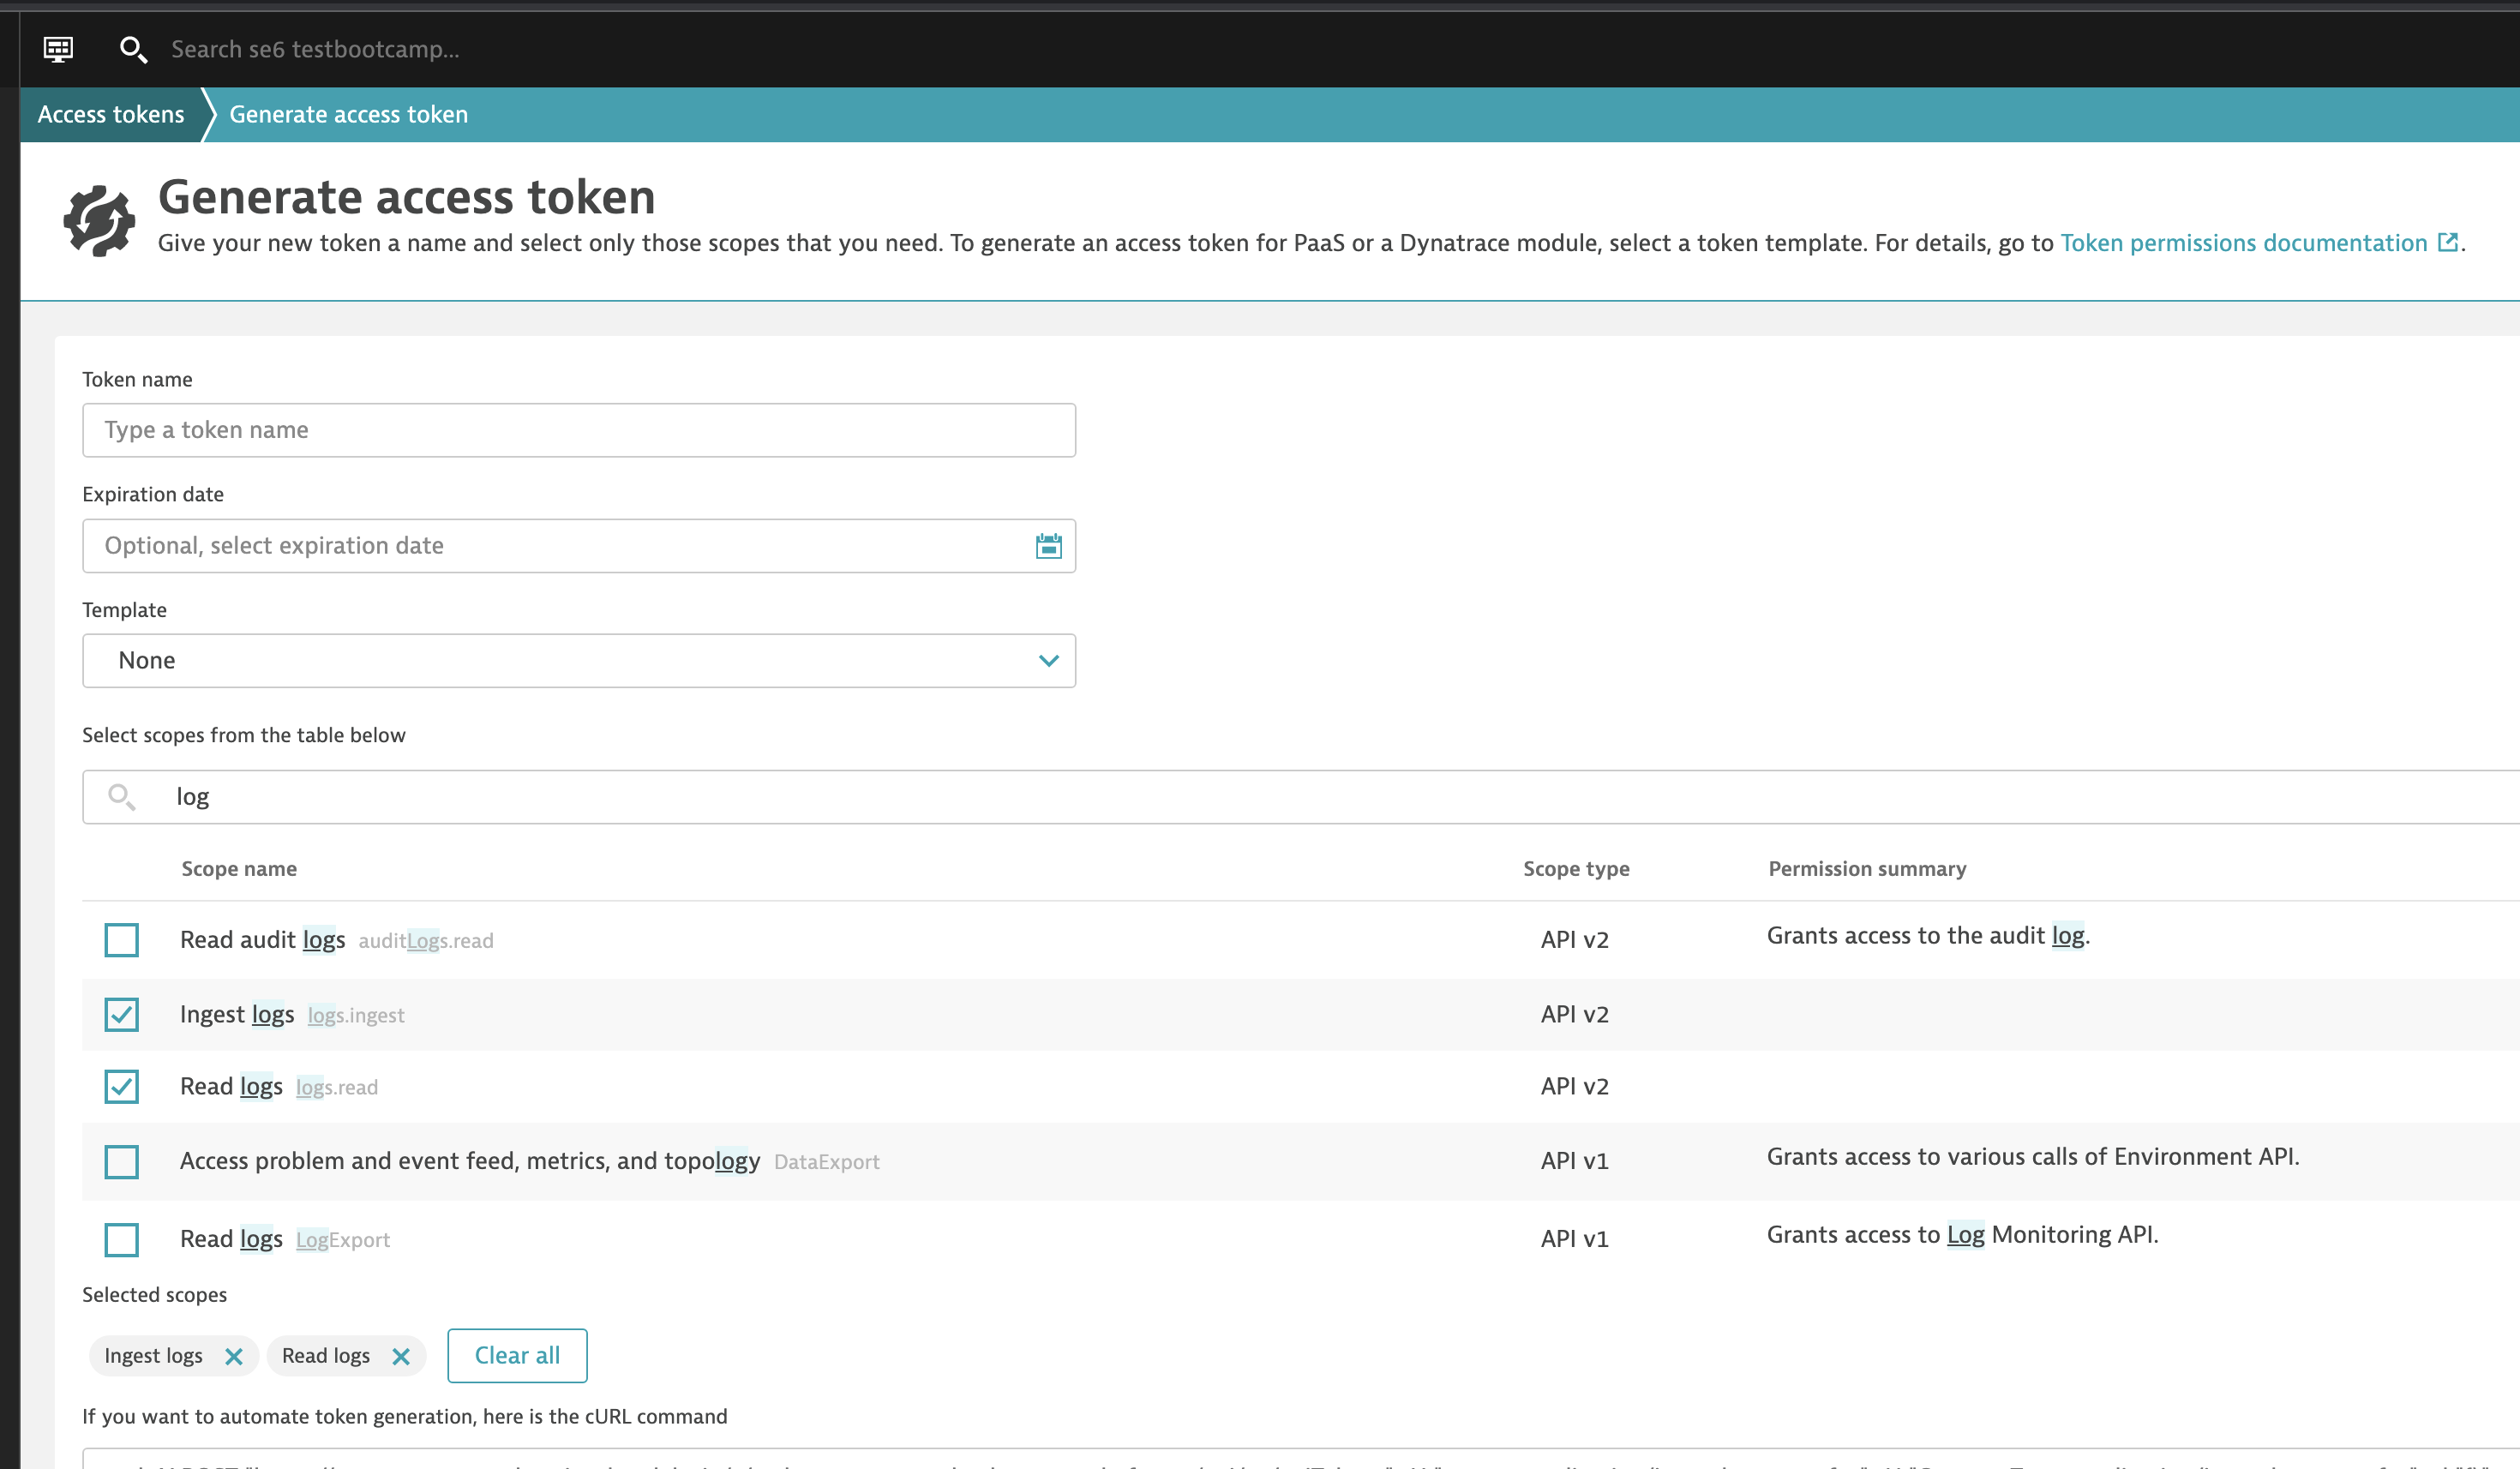 Search se6 testbootcamp...
Access tokens
Generate access token
Generate access token
Give your new token a name and select only those scopes that you need. To generate an access token for PaaS or a Dynatrace module, select a token template. For details, go to Token permissions documentation.
Token name
Type a token name
Expiration date
Optional, select expiration date
Template
None
Select scopes from the table below
log
Scope name Scope type Permission summary
Read audit logs auditLogs.read API v2 Grants access to the audit log.
Ingest logs logs.ingest API v2
Read logs logs.read API v2
Access problem and event feed, metrics, and topology DataExport API v1 Grants access to various calls of Environment API.
Read logs LogExport API v1 Grants access to Log Monitoring API.
Selected scopes
Ingest logs Read logs Clear all
If you want to automate token generation, here is the cURL command